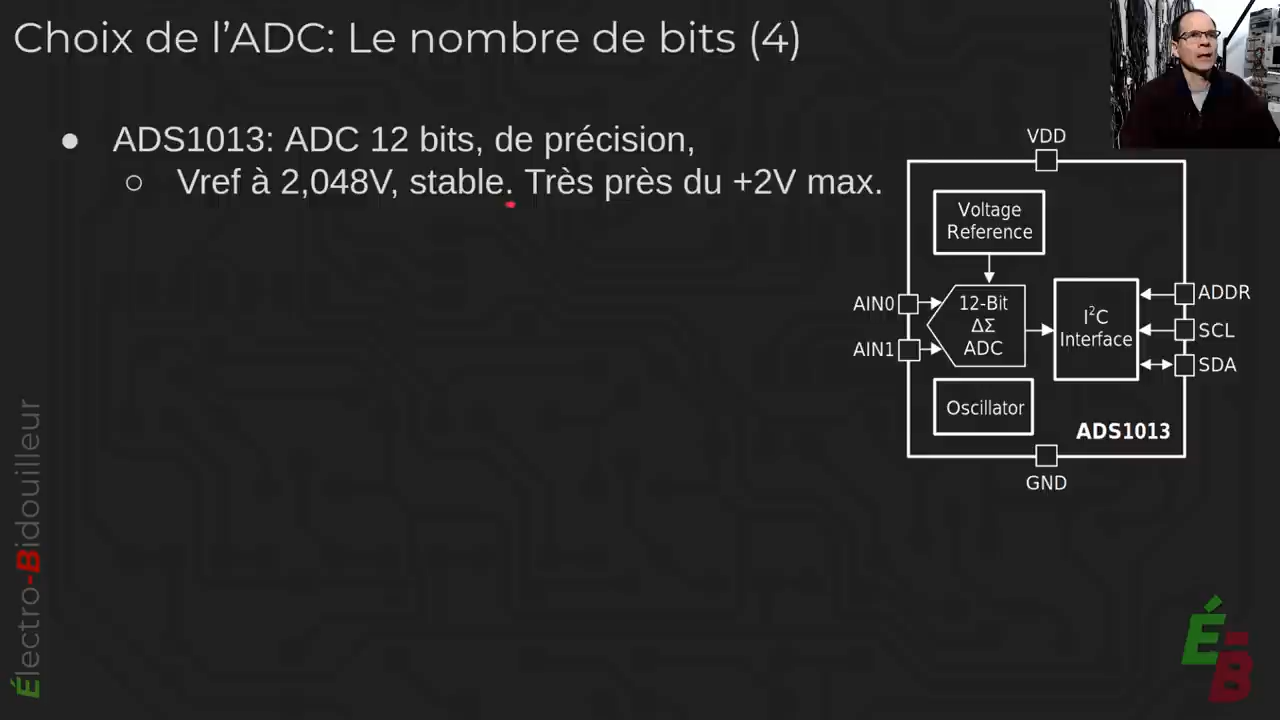 Choix de l'ADC: Le nombre de bits (4)
● ADS1013: ADC 12 bits, de précision,
○ Vref à 2,048V, stable. Très près du +2V max.
VDD
Voltage
Reference
AIN0
AIN1
12-Bit
ΔΣ
ADC
I²C
Interface
ADDR
SCL
SDA
Oscillator
ADS1013
GND
Électro-Bidouilleur
ÉB